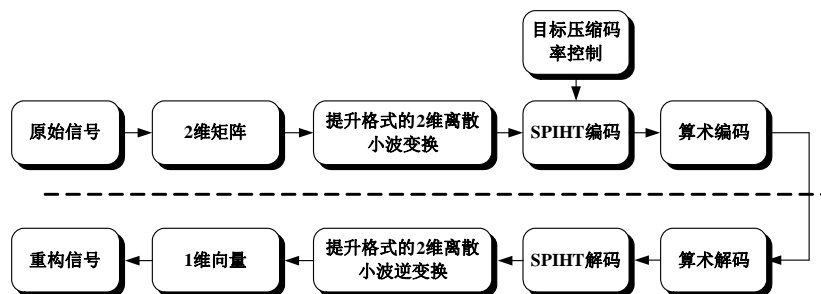 目标压缩码
率控制
原始信号
2维矩阵
提升格式的2维离散
小波变换
SPIHT编码
算术编码
重构信号
1维向量
提升格式的2维离散
小波逆变换
SPIHT解码
算术解码